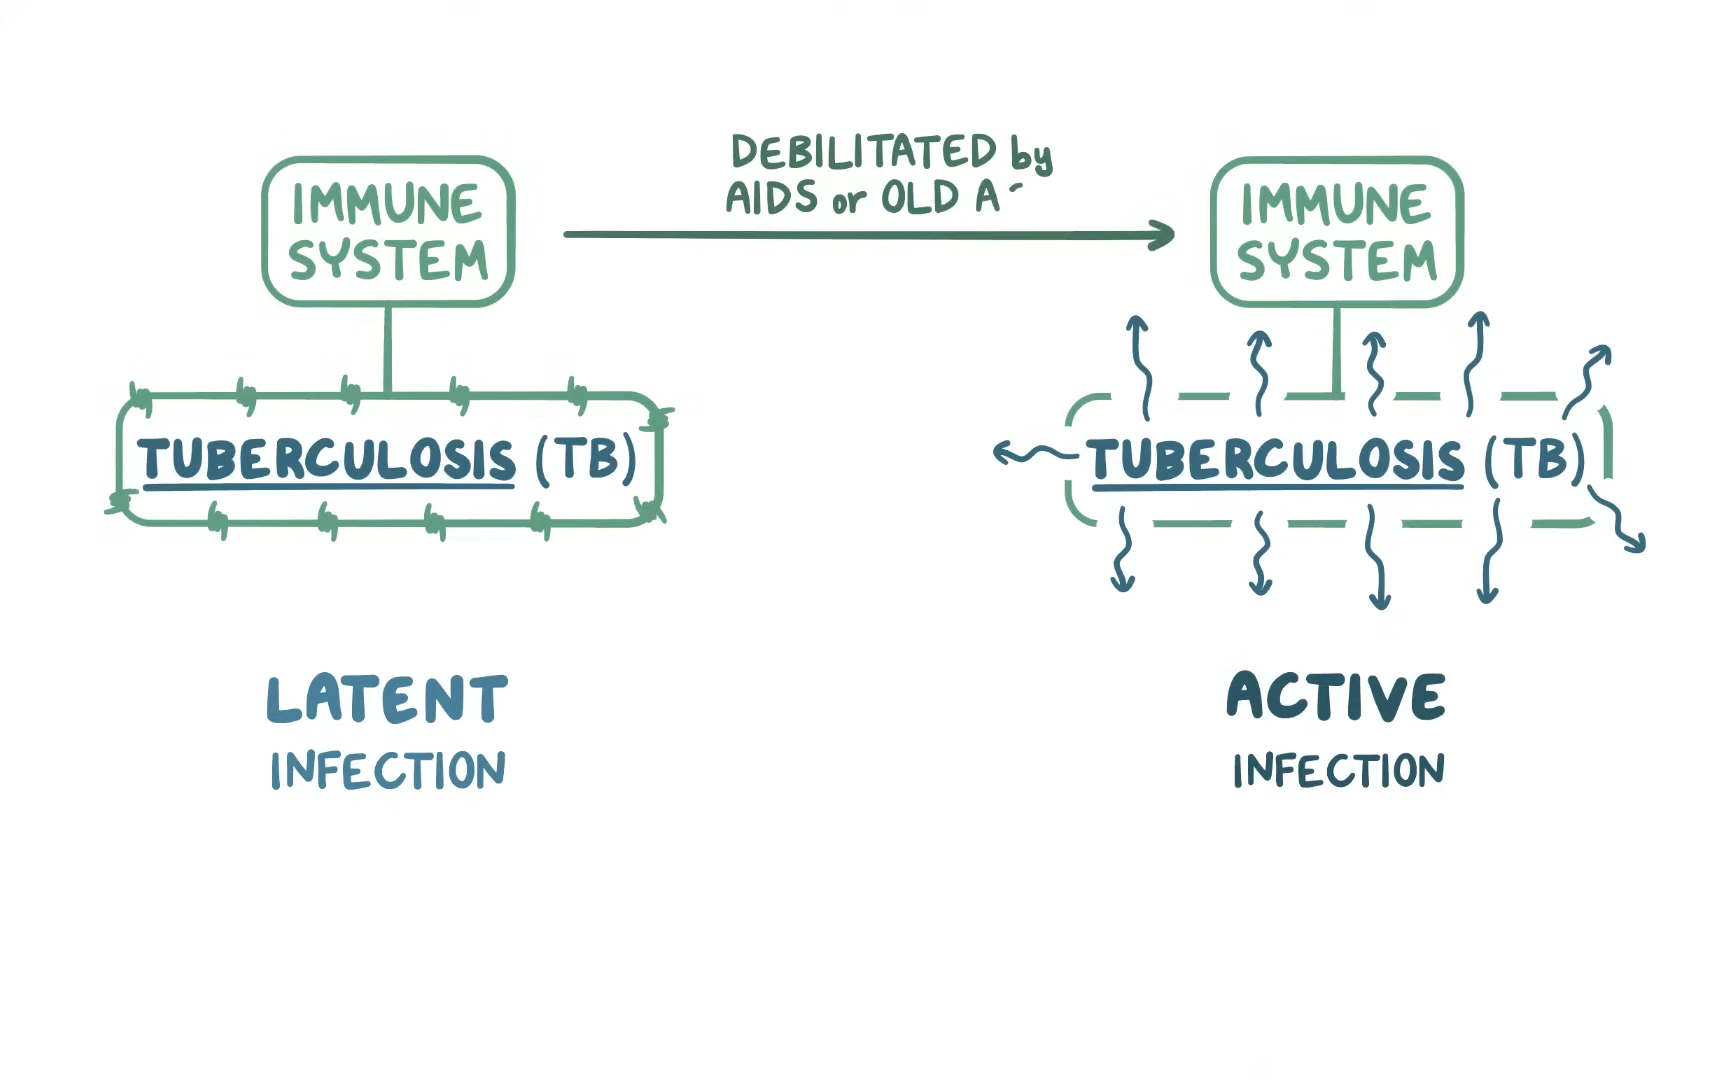 IMMUNE
SYSTEM
TUBERCULOSIS (TB)
LATENT
INFECTION
DEBILITATED by
AIDS or OLD A
IMMUNE
SYSTEM
TUBERCULOSIS (TB)
ACTIVE
INFECTION